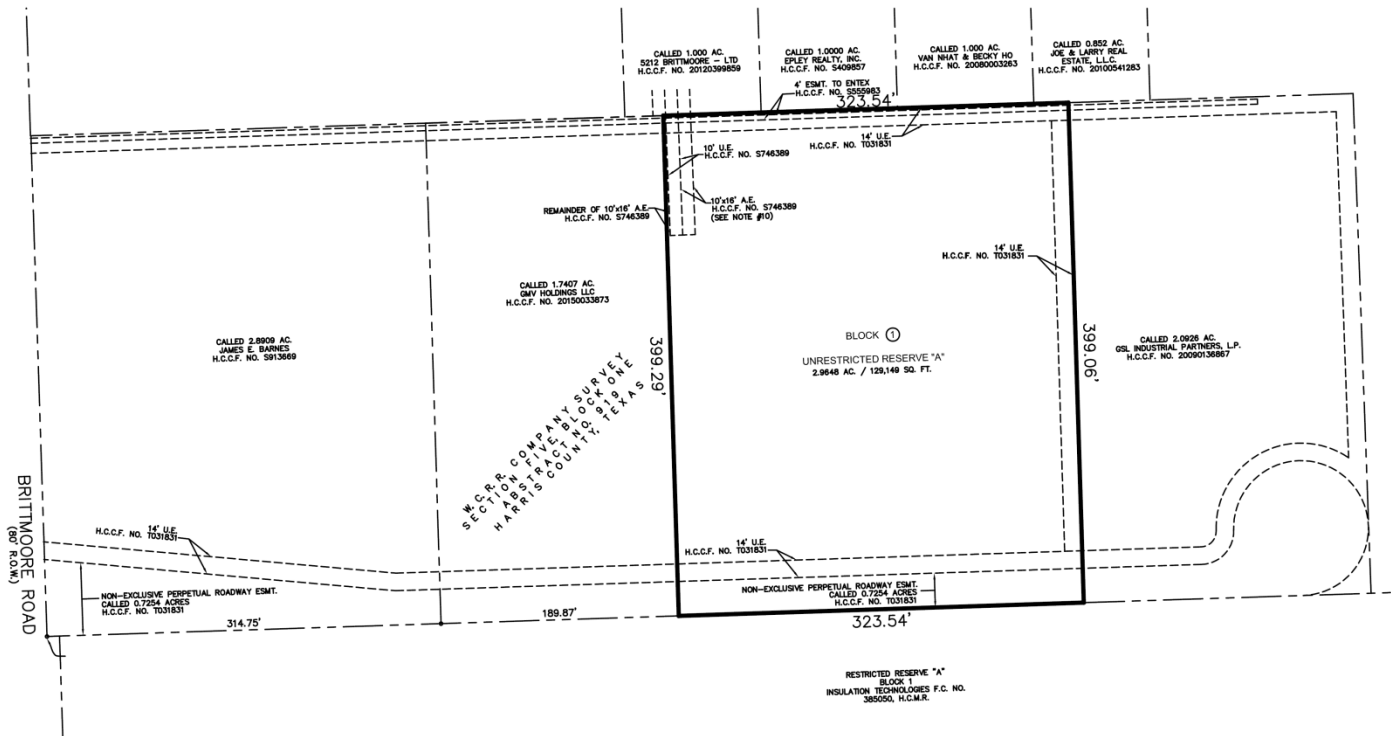 CALLED 1.000 AC.
5212 BRITTMOORE - LTD
H.C.C.F. NO. 20120399859
CALLED 1.0000 AC.
EPLEY REALTY, INC.
H.C.C.F. NO. S409857
CALLED 1.000 AC.
VAN NHAT & BECKY HO
H.C.C.F. NO. 20080003263
CALLED 0.852 AC.
JOE & LARRY REAL
ESTATE, L.L.C.
H.C.C.F. NO. 20100541283
4' ESMT. TO ENTEX
H.C.C.F. NO. S555983
323.54'
14' U.E.
H.C.C.F. NO. T031831
10' U.E.
H.C.C.F. NO. S746389
REMAINDER OF 10'x16' A.E.
H.C.C.F. NO. S746389
10'x16' A.E.
H.C.C.F. NO. S746389
(SEE NOTE #10)
14' U.E.
H.C.C.F. NO. T031831
CALLED 1.7407 AC.
GMV HOLDINGS LLC
H.C.C.F. NO. 20150033873
CALLED 2.8909 AC.
JAMES E. BARNES
H.C.C.F. NO. S913669
399.29'
BLOCK 1
UNRESTRICTED RESERVE "A"
2.9648 AC. / 129,149 SQ. FT.
399.06'
CALLED 2.0926 AC.
GSL INDUSTRIAL PARTNERS, L.P.
H.C.C.F. NO. 20090136867
W.C.R.R. COMPANY SURVEY
SECTION FIVE, BLOCK ONE
ABSTRACT NO. 919
HARRIS COUNTY, TEXAS
BRITTMOORE ROAD
(80' R.O.W.)
14' U.E.
H.C.C.F. NO. T031831
14' U.E.
H.C.C.F. NO. T031831
NON-EXCLUSIVE PERPETUAL ROADWAY ESMT.
CALLED 0.7254 ACRES
H.C.C.F. NO. T031831
NON-EXCLUSIVE PERPETUAL ROADWAY ESMT.
CALLED 0.7254 ACRES
H.C.C.F. NO. T031831
314.75'
189.87'
323.54'
RESTRICTED RESERVE "A"
BLOCK 1
INSULATION TECHNOLOGIES F.C. NO.
385050, H.C.M.R.